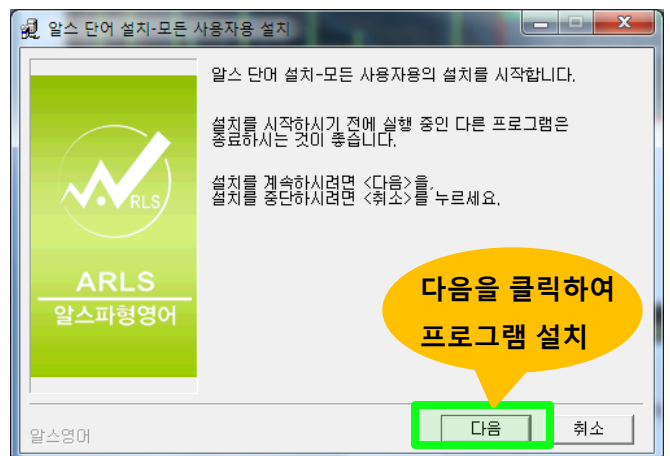 알스 단어 설치-모든 사용자용 설치
알스 단어 설치-모든 사용자용의 설치를 시작합니다.
설치를 시작하시기 전에 실행 중인 다른 프로그램은
종료하시는 것이 좋습니다.
설치를 계속하시려면 <다음>을,
설치를 중단하시려면 <취소>를 누르세요.
RLS
ARLS
알스파형영어
다음을 클릭하여
프로그램 설치
알스영어
다음
취소